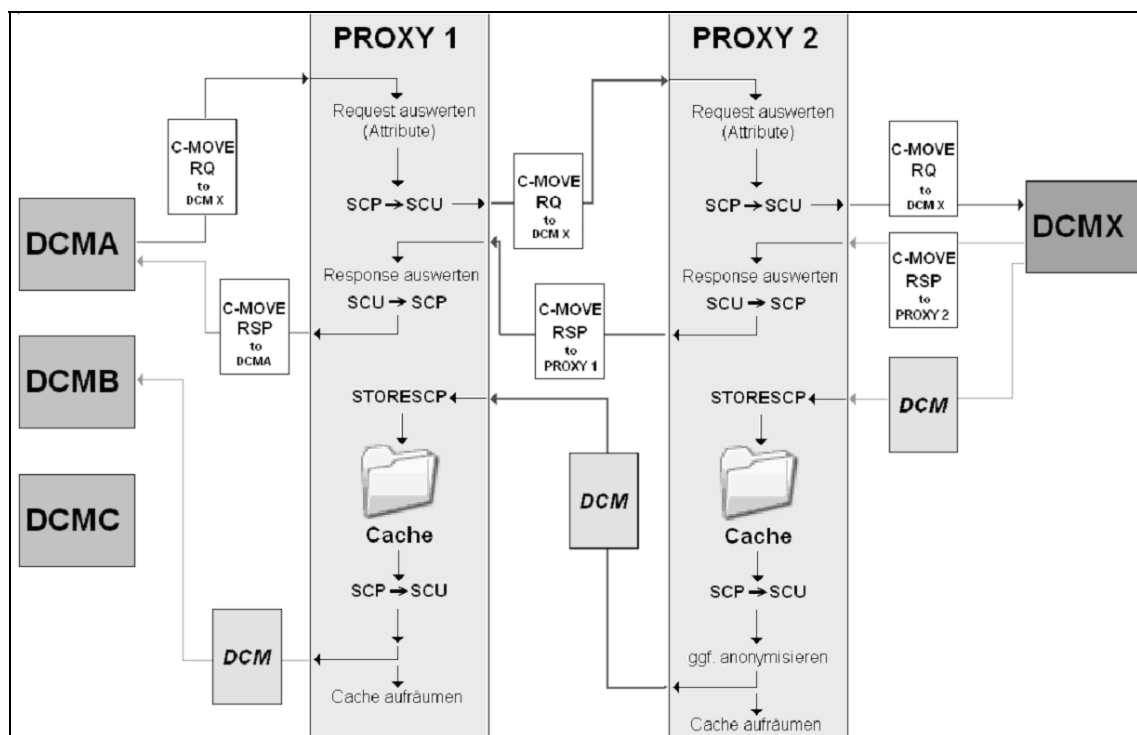 PROXY 1
PROXY 2
Request auswerten
(Attribute)
Request auswerten
(Attribute)
C-MOVE
RQ
to
DCM X
C-MOVE
RQ
to
DCM X
C-MOVE
RQ
to
DCM X
SCP → SCU
SCP → SCU
DCMA
DCMX
Response auswerten
SCU → SCP
Response auswerten
SCU → SCP
C-MOVE
RSP
to
DCMA
C-MOVE
RSP
to
PROXY 1
C-MOVE
RSP
to
PROXY 2
DCMB
STORESCP
STORESCP
DCM
DCMC
Cache
DCM
Cache
SCP → SCU
SCP → SCU
DCM
ggf. anonymisieren
Cache aufräumen
Cache aufräumen